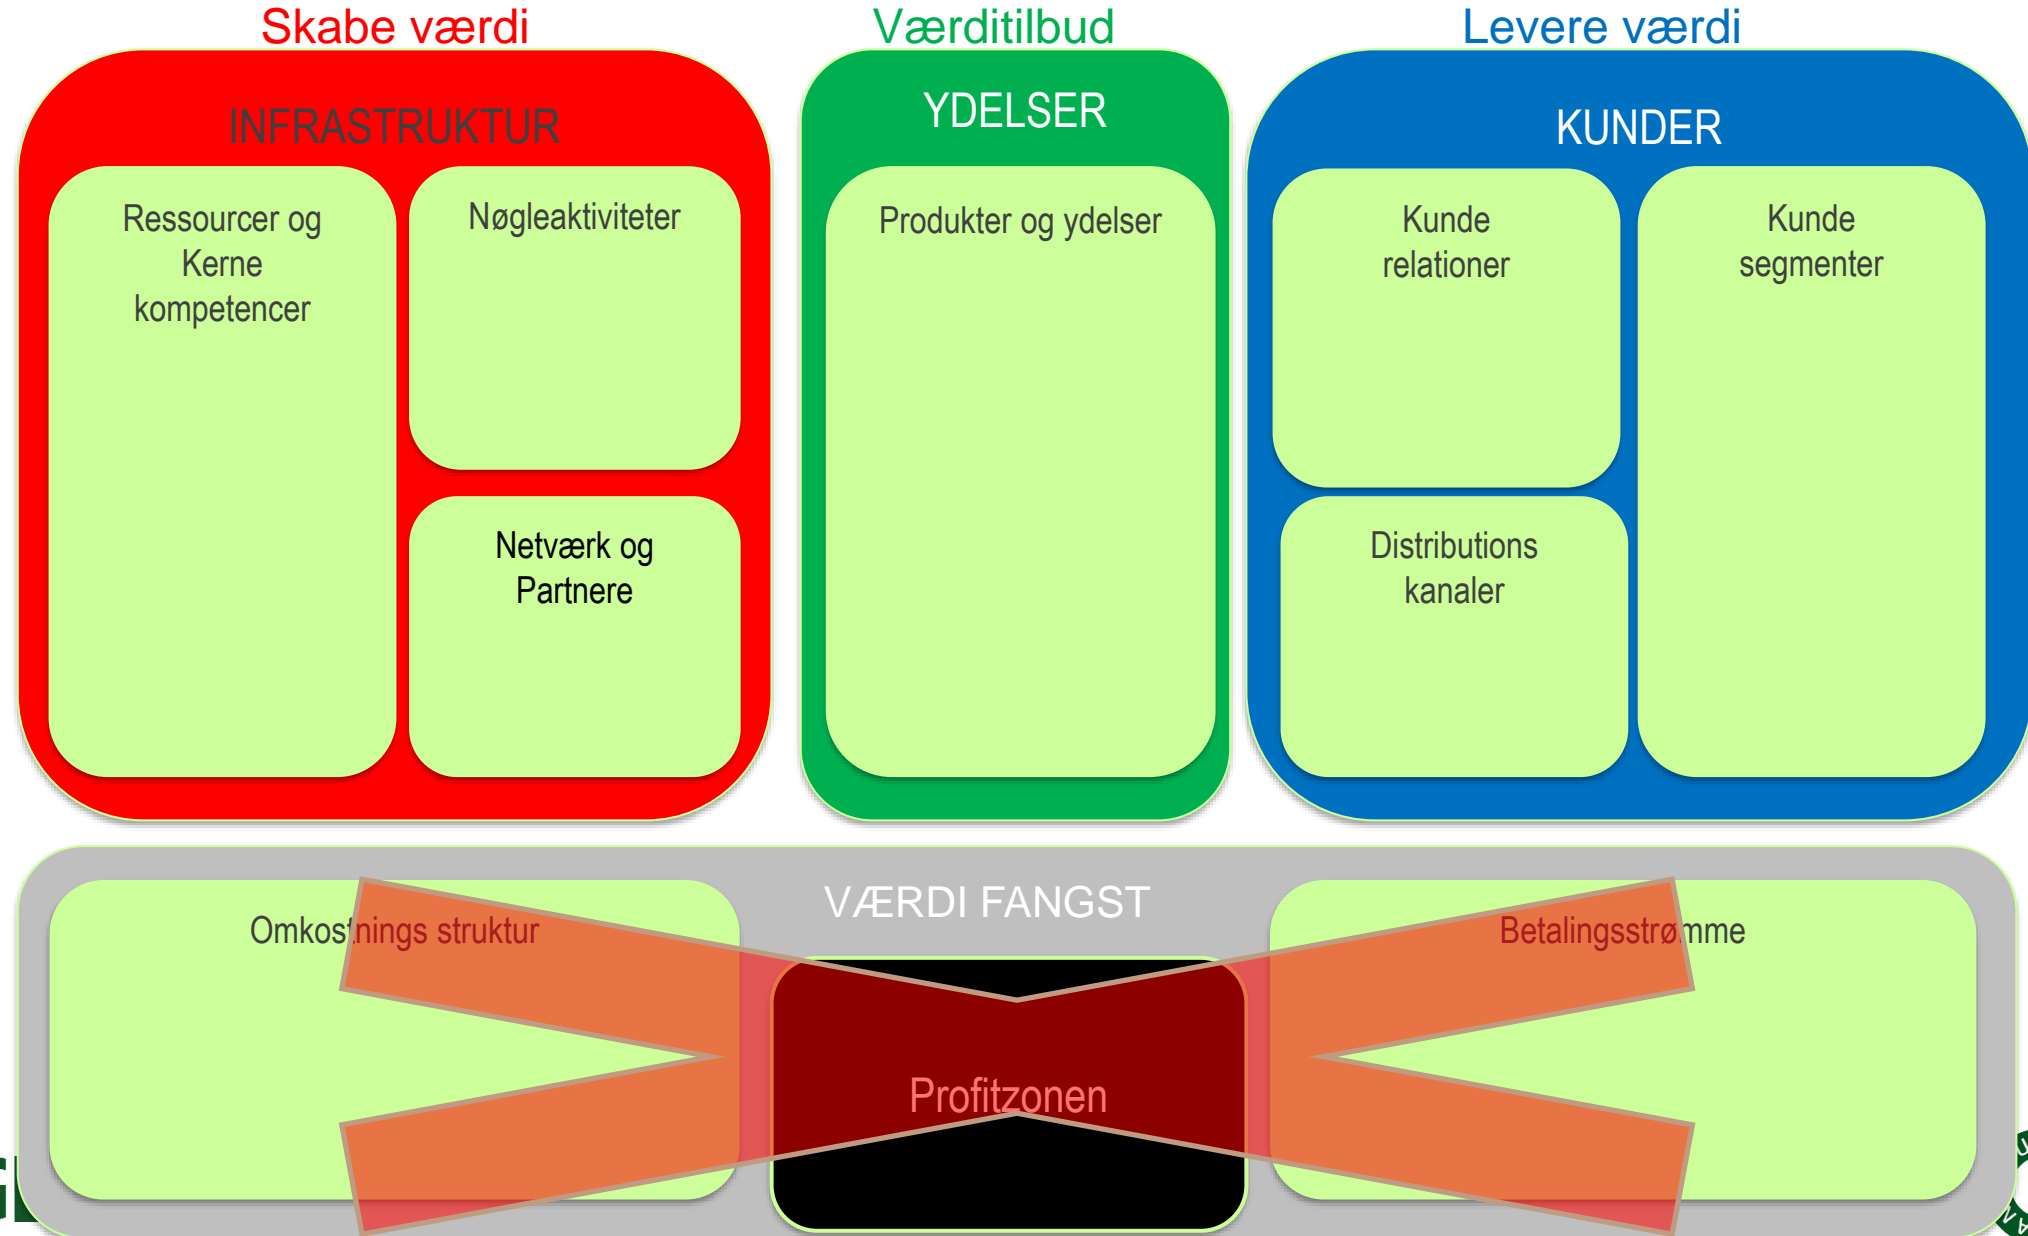 Skabe værdi
Værditilbud
Levere værdi
INFRASTRUKTUR
Ressourcer og
Kerne
kompetencer
Nøgleaktiviteter
Netværk og
Partnere
YDELSER
Produkter og ydelser
KUNDER
Kunde
relationer
Distributions
kanaler
Kunde
segmenter
VÆRDI FANGST
Omkostnings struktur
Profitzonen
Betalingsstrømme